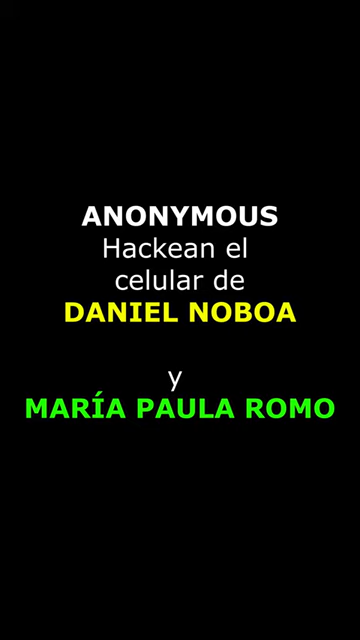 ANONYMOUS
Hackean el
celular de
DANIEL NOBOA
y
MARÍA PAULA ROMO